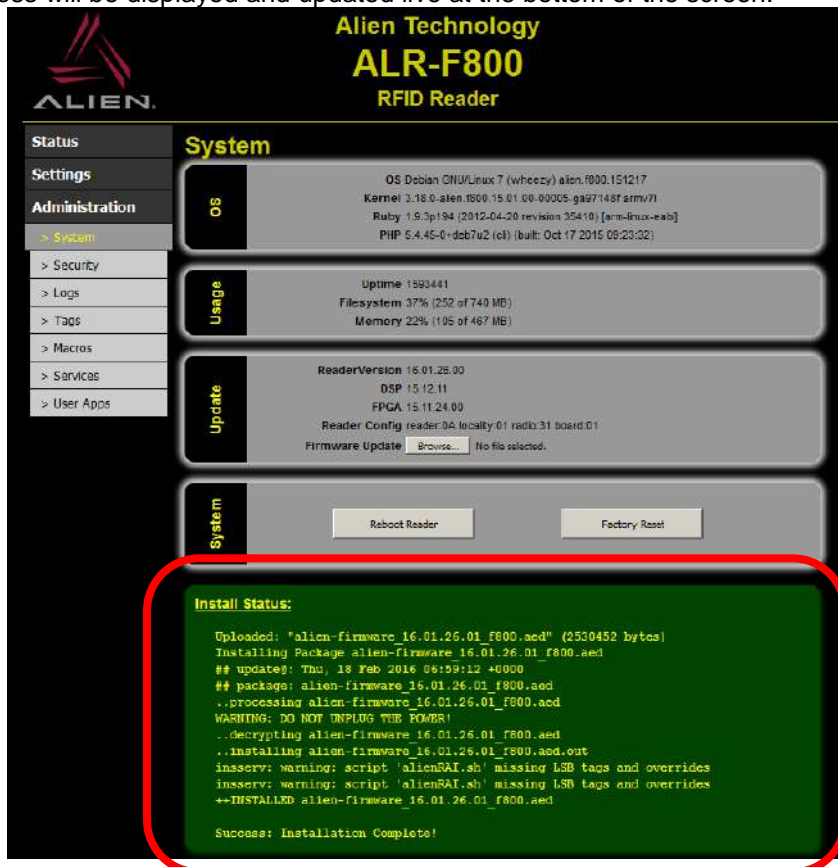 ess will be displayed and updated live at the bottom of the screen.
Alien Technology
ALR-F800
RFID Reader
ALIEN.
Status
Settings
Administration
> System
> Security
> Logs
> Tags
> Macros
> Services
> User Apps
System
OS
OS Debian GNU/Linux 7 (wheezy) alien.f800.151217
Kernel 3.18.0-alien.f800.15.01.00-00005-ga97148f armv7l
Ruby 1.9.3p194 (2012-04-20 revision 35410) [arm-linux-eabi]
PHP 5.4.45-0+deb7u2 (cli) (built: Oct 17 2015 09:23:32)
Usage
Uptime 1593441
Filesystem 37% (252 of 740 MB)
Memory 22% (105 of 467 MB)
Update
ReaderVersion 16.01.26.00
DSP 15.12.11
FPGA 15.11.24.00
Reader Config reader:0A locality:01 radio:31 board:01
Firmware Update Browse... No file selected.
System
Reboot Reader
Factory Reset
Install Status:
Uploaded: "alien-firmware_16.01.26.01_f800.aed" (2530452 bytes)
Installing Package alien-firmware_16.01.26.01_f800.aed
## update@: Thu, 18 Feb 2016 06:59:12 +0000
## package: alien-firmware_16.01.26.01_f800.aed
..processing alien-firmware_16.01.26.01_f800.aed
WARNING: DO NOT UNPLUG THE POWER!
..decrypting alien-firmware_16.01.26.01_f800.aed
..installing alien-firmware_16.01.26.01_f800.aed.out
insserv: warning: script 'alienRAI.sh' missing LSB tags and overrides
insserv: warning: script 'alienRAI.sh' missing LSB tags and overrides
++INSTALLED alien-firmware_16.01.26.01_f800.aed
Success: Installation Complete!